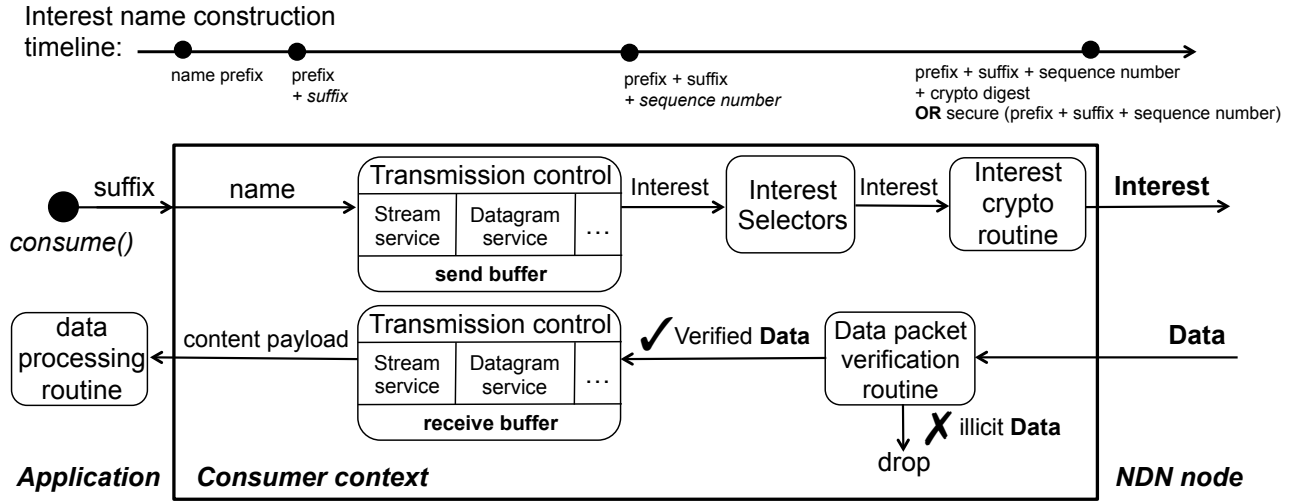 Interest name construction
timeline:
name prefix
prefix
+ suffix
prefix + suffix
+ sequence number
prefix + suffix + sequence number
+ crypto digest
OR secure (prefix + suffix + sequence number)
consume()
suffix
name
Transmission control
Stream
service
Datagram
service
...
send buffer
Interest
Interest
Selectors
Interest
Interest
crypto
routine
Interest
data
processing
routine
content payload
Transmission control
Stream
service
Datagram
service
...
receive buffer
✓ Verified Data
Data packet
verification
routine
Data
✗ illicit Data
drop
Application
Consumer context
NDN node